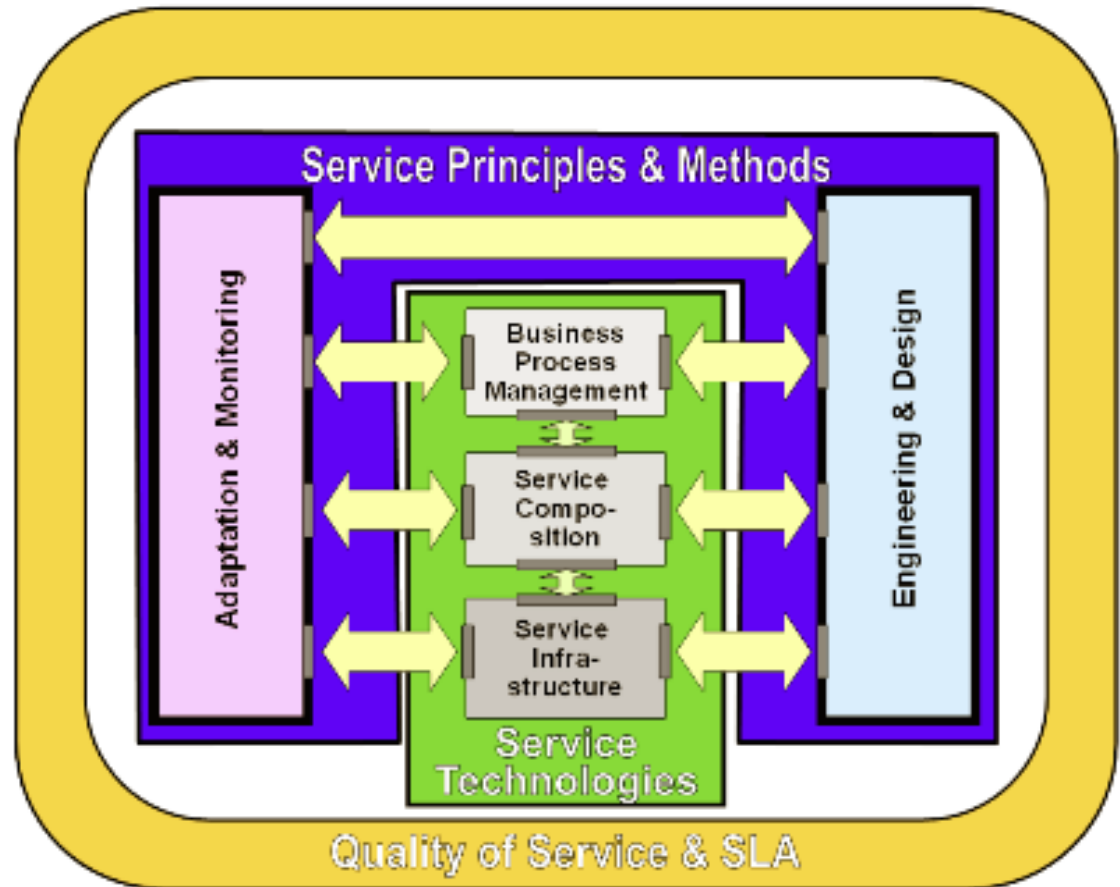 Service Principles & Methods
Adaptation & Monitoring
Business
Process
Management
Service
Compo-
sition
Service
Infra-
structure
Engineering & Design
Service
Technologies
Quality of Service & SLA